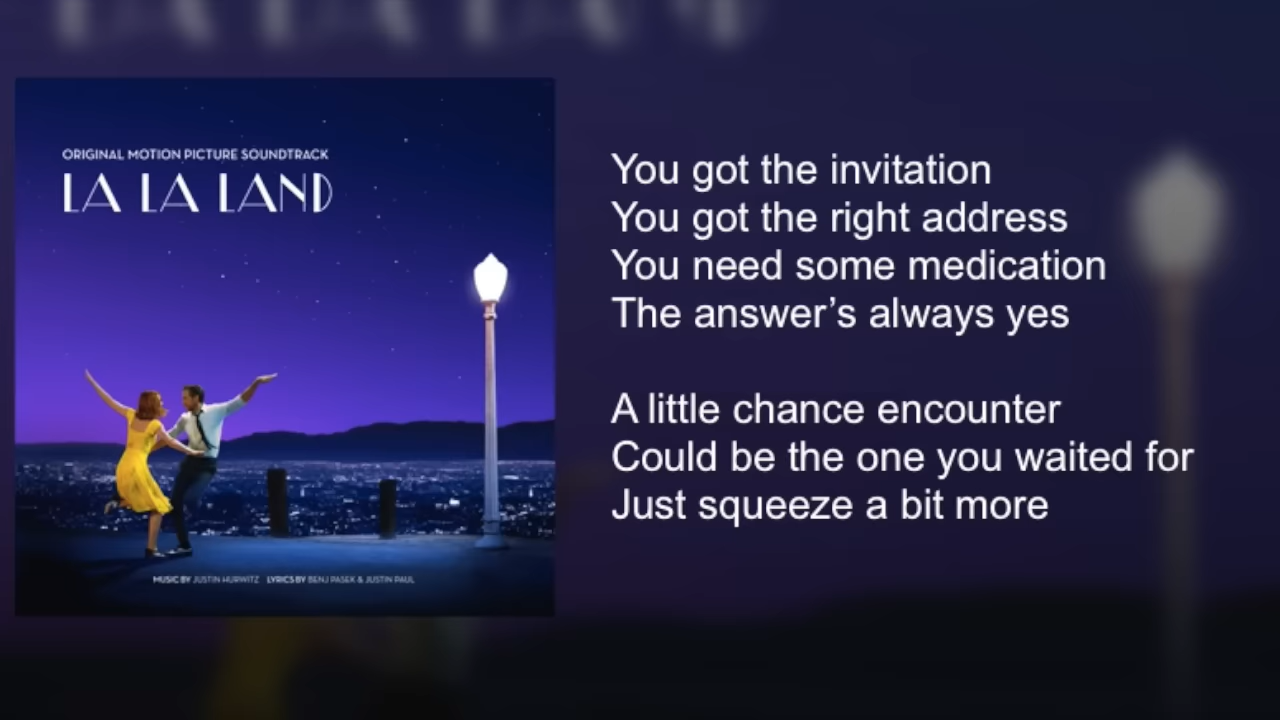 ORIGINAL MOTION PICTURE SOUNDTRACK
LA LA LAND
MUSIC BY JUSTIN HURWITZ LYRICS BY BENJ PASEK & JUSTIN PAUL
You got the invitation
You got the right address
You need some medication
The answer’s always yes
A little chance encounter
Could be the one you waited for
Just squeeze a bit more